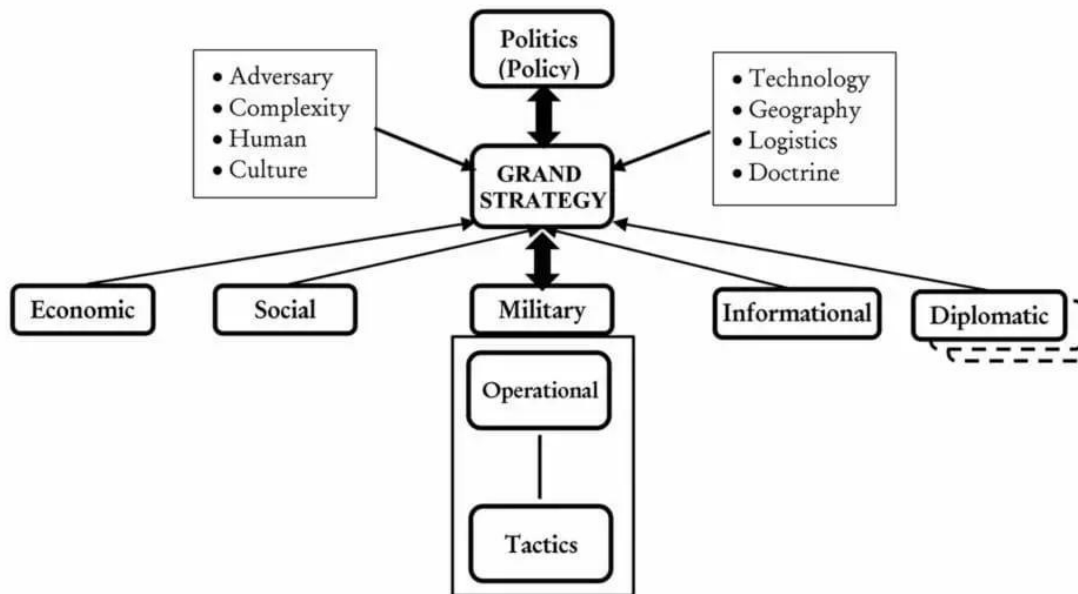 Politics
(Policy)
• Adversary
• Complexity
• Human
• Culture
• Technology
• Geography
• Logistics
• Doctrine
GRAND
STRATEGY
Economic
Social
Military
Informational
Diplomatic
Operational
Tactics